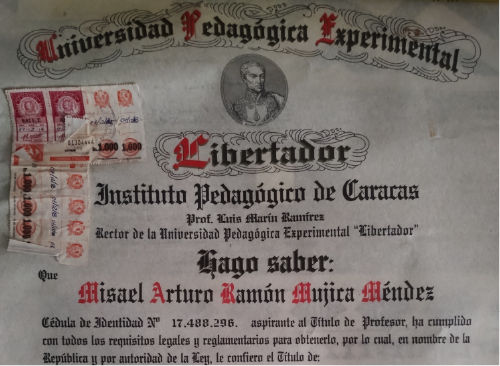 Universidad Pedagógica Experimental
Libertador
Instituto Pedagógico de Caracas
Prof. Luis Marín Ramírez
Rector de la Universidad Pedagógica Experimental "Libertador"
Hago saber:
Que
Misael Arturo Ramón Mujica Méndez
Cédula de Identidad Nº 17.488.296. aspirante al Título de Profesor, ha cumplido
con todos los requisitos legales y reglamentarios para obtenerlo, por lo cual, en nombre de la
República y por autoridad de la Ley, le confiero el Título de:
1.000 1.000